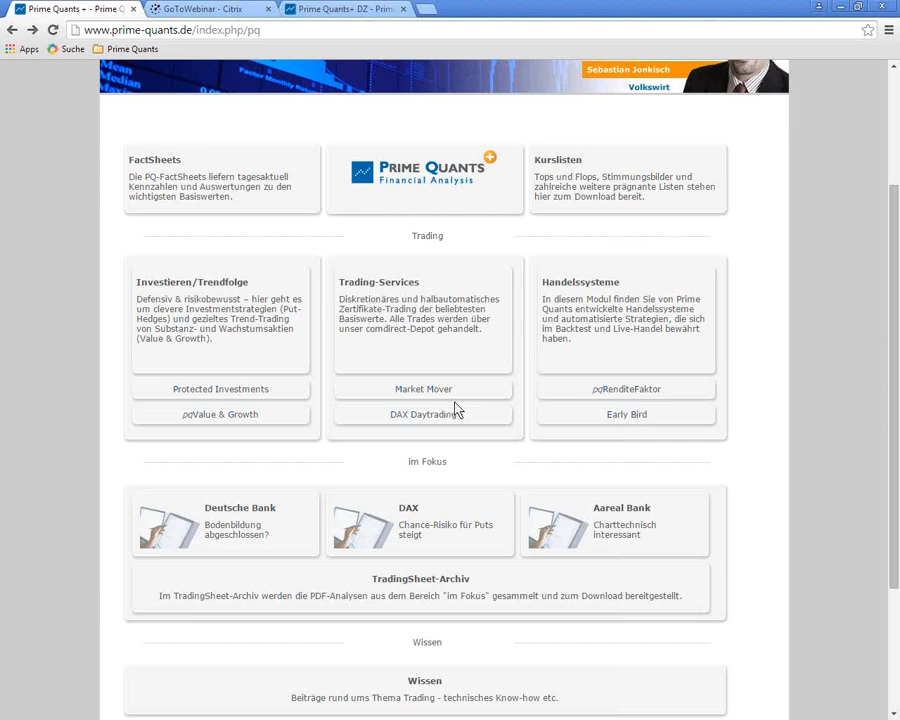 Prime Quants + - Prime Q
GoToWebinar - Citrix
Prime Quants+ DZ - Prim
www.prime-quants.de/index.php/pq
Apps
Suche
Prime Quants
Mean
Median
Factor Monthly
Sebastian Jonkisch
Volkswirt
FactSheets
Die PQ-FactSheets liefern tagesaktuell
Kennzahlen und Auswertungen zu den
wichtigsten Basiswerten.
PRIME QUANTS
Financial Analysis
Kurslisten
Tops und Flops, Stimmungsbilder und
zahlreiche weitere prägnante Listen stehen
hier zum Download bereit.
Trading
Investieren/Trendfolge
Defensiv & risikobewusst – hier geht es
um clevere Investmentstrategien (Put-
Hedges) und gezieltes Trend-Trading
von Substanz- und Wachstumsaktien
(Value & Growth).
Protected Investments
pqValue & Growth
Trading-Services
Diskretionäres und halbautomatisches
Zertifikate-Trading der beliebtesten
Basiswerte. Alle Trades werden über
unser comdirect-Depot gehandelt.
Market Mover
DAX Daytrading
Handelssysteme
In diesem Modul finden Sie von Prime
Quants entwickelte Handelssysteme
und automatisierte Strategien, die sich
im Backtest und Live-Handel bewährt
haben.
pqRenditeFaktor
Early Bird
im Fokus
Deutsche Bank
Bodenbildung
abgeschlossen?
DAX
Chance-Risiko für Puts
steigt
Aareal Bank
Charttechnisch
interessant
TradingSheet-Archiv
Im TradingSheet-Archiv werden die PDF-Analysen aus dem Bereich "im Fokus" gesammelt und zum Download bereitgestellt.
Wissen
Wissen
Beiträge rund ums Thema Trading - technisches Know-how etc.